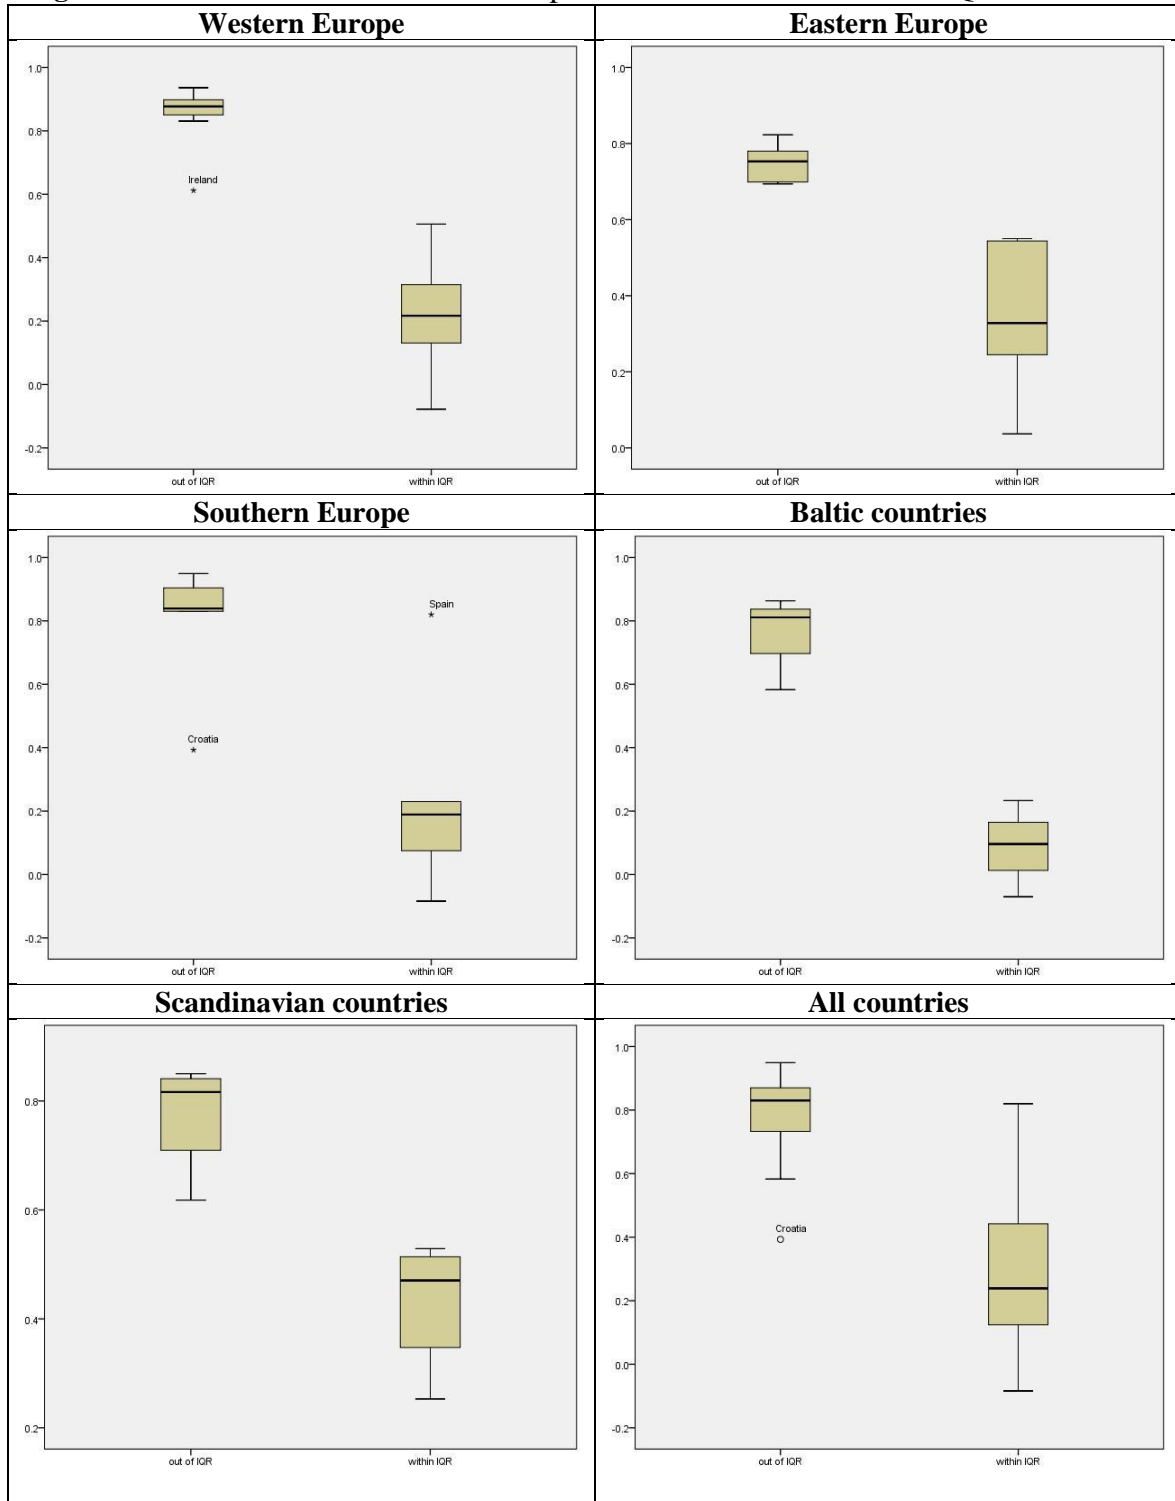 Western Europe
Eastern Europe
1.0
0.8
0.6
0.4
0.2
0.0
-0.2
Ireland
out of IQR
within IQR
1.0
0.8
0.6
0.4
0.2
0.0
out of IQR
within IQR
Southern Europe
Baltic countries
1.0
0.8
0.6
0.4
0.2
0.0
-0.2
Spain
Croatia
out of IQR
within IQR
1.0
0.8
0.6
0.4
0.2
0.0
-0.2
out of IQR
within IQR
Scandinavian countries
All countries
0.8
0.6
0.4
0.2
out of IQR
within IQR
1.0
0.8
0.6
0.4
0.2
0.0
-0.2
Croatia
out of IQR
within IQR